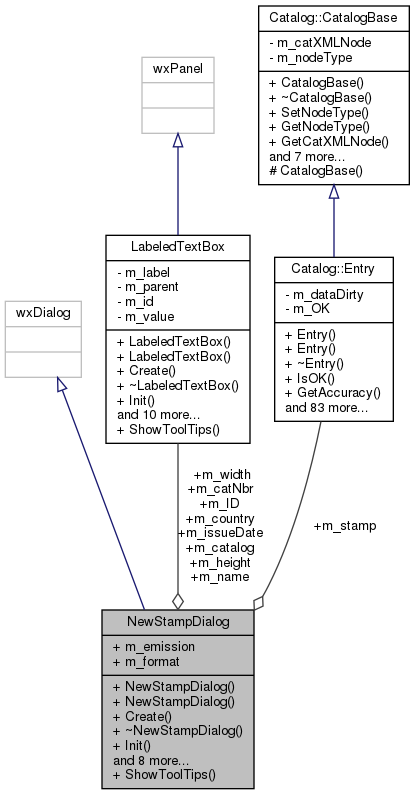 Catalog::CatalogBase
- m_catXMLNode
- m_nodeType
+ CatalogBase()
+ ~CatalogBase()
+ SetNodeType()
+ GetNodeType()
+ GetCatXMLNode()
and 7 more...
# CatalogBase()
wxPanel
LabeledTextBox
- m_label
- m_parent
- m_id
- m_value
+ LabeledTextBox()
+ LabeledTextBox()
+ Create()
+ ~LabeledTextBox()
+ Init()
and 10 more...
+ ShowToolTips()
Catalog::Entry
- m_dataDirty
- m_OK
+ Entry()
+ Entry()
+ ~Entry()
+ IsOK()
+ GetAccuracy()
and 83 more...
wxDialog
+m_width
+m_catNbr
+m_ID
+m_country
+m_issueDate
+m_catalog
+m_height
+m_name
+m_stamp
NewStampDialog
+ m_emission
+ m_format
+ NewStampDialog()
+ NewStampDialog()
+ Create()
+ ~NewStampDialog()
+ Init()
and 8 more...
+ ShowToolTips()